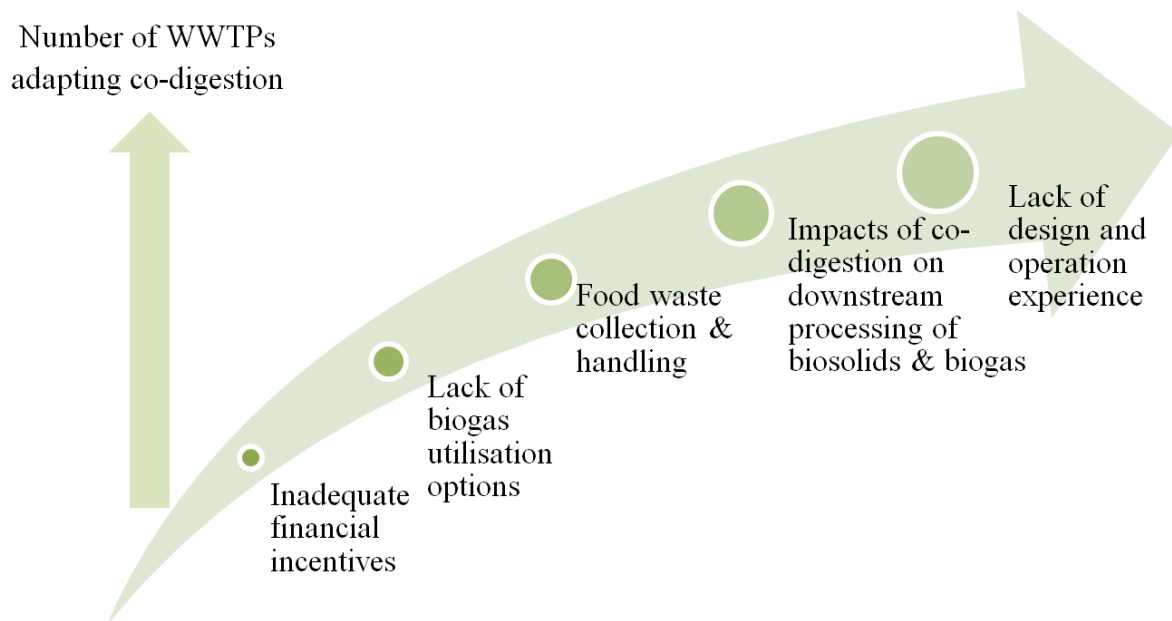 Number of WWTPs
adapting co-digestion
Inadequate
financial
incentives
Lack of
biogas
utilisation
options
Food waste
collection &
handling
Impacts of co-
digestion on
downstream
processing of
biosolids & biogas
Lack of
design and
operation
experience